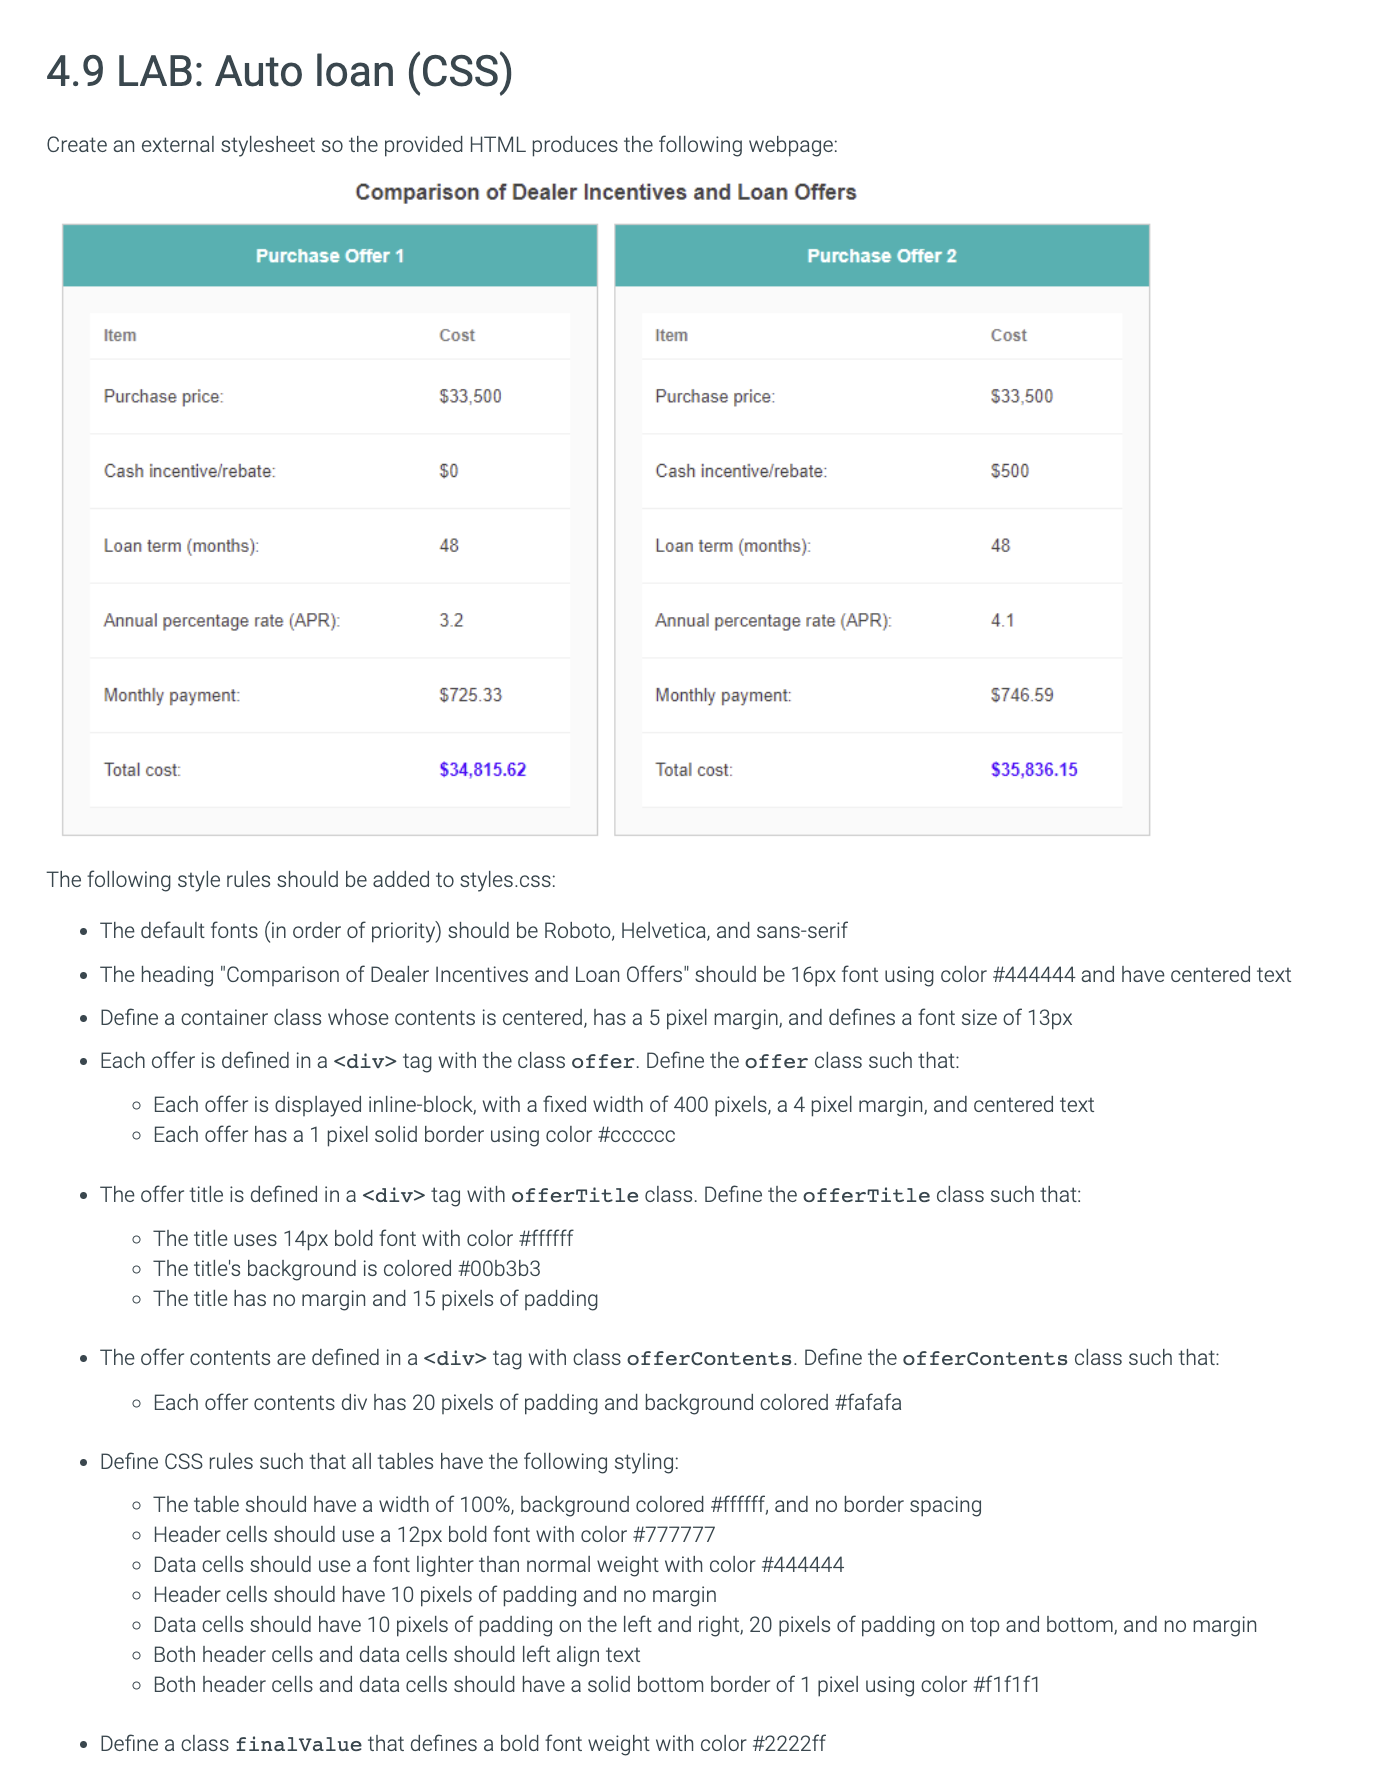 4.9 LAB: Auto loan (CSS)
Create an external stylesheet so the provided HTML produces the following webpage:
Comparison of Dealer Incentives and Loan Offers
Purchase Offer 1
Item Cost
Purchase price: $33,500
Cash incentive/rebate: $0
Loan term (months): 48
Annual percentage rate (APR): 3.2
Monthly payment: $725.33
Total cost: $34,815.62
Purchase Offer 2
Item Cost
Purchase price: $33,500
Cash incentive/rebate: $500
Loan term (months): 48
Annual percentage rate (APR): 4.1
Monthly payment: $746.59
Total cost: $35,836.15
The following style rules should be added to styles.css:
• The default fonts (in order of priority) should be Roboto, Helvetica, and sans-serif
• The heading "Comparison of Dealer Incentives and Loan Offers" should be 16px font using color #444444 and have centered text
• Define a container class whose contents is centered, has a 5 pixel margin, and defines a font size of 13px
• Each offer is defined in a <div> tag with the class offer. Define the offer class such that:
◦ Each offer is displayed inline-block, with a fixed width of 400 pixels, a 4 pixel margin, and centered text
◦ Each offer has a 1 pixel solid border using color #cccccc
• The offer title is defined in a <div> tag with offerTitle class. Define the offerTitle class such that:
◦ The title uses 14px bold font with color #ffffff
◦ The title's background is colored #00b3b3
◦ The title has no margin and 15 pixels of padding
• The offer contents are defined in a <div> tag with class offerContents. Define the offerContents class such that:
◦ Each offer contents div has 20 pixels of padding and background colored #fafafa
• Define CSS rules such that all tables have the following styling:
◦ The table should have a width of 100%, background colored #ffffff, and no border spacing
◦ Header cells should use a 12px bold font with color #777777
◦ Data cells should use a font lighter than normal weight with color #444444
◦ Header cells should have 10 pixels of padding and no margin
◦ Data cells should have 10 pixels of padding on the left and right, 20 pixels of padding on top and bottom, and no margin
◦ Both header cells and data cells should left align text
◦ Both header cells and data cells should have a solid bottom border of 1 pixel using color #f1f1f1
• Define a class finalValue that defines a bold font weight with color #2222ff